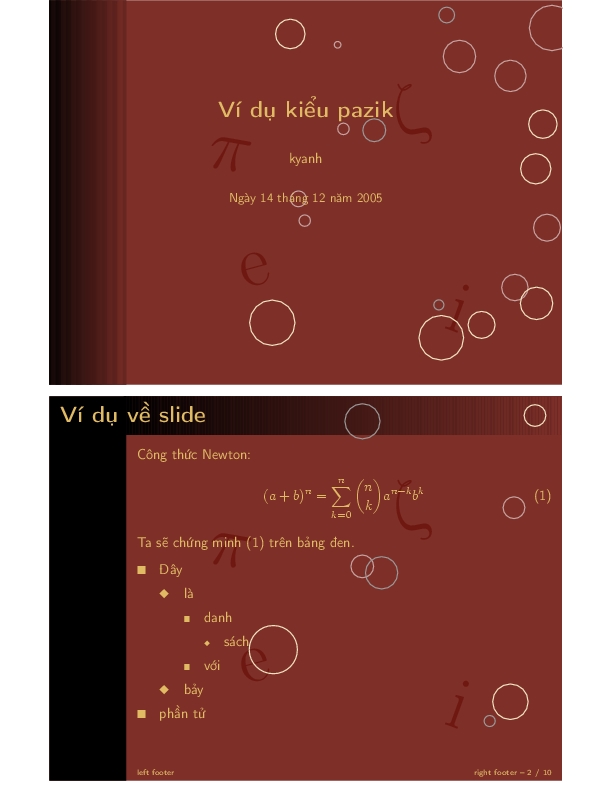 Ví dụ kiểu pazik
kyanh
Ngày 14 tháng 12 năm 2005
π
ζ
e
i
Ví dụ về slide
Công thức Newton:
(a + b)^n = \sum_{k=0}^{n} \binom{n}{k} a^{n−k} b^k (1)
Ta sẽ chứng minh (1) trên bảng đen.
■ Đây
◆ là
■ danh
◆ sách
■ với
◆ bảy
■ phần tử
π
ζ
e
i
left footer
right footer – 2 / 10